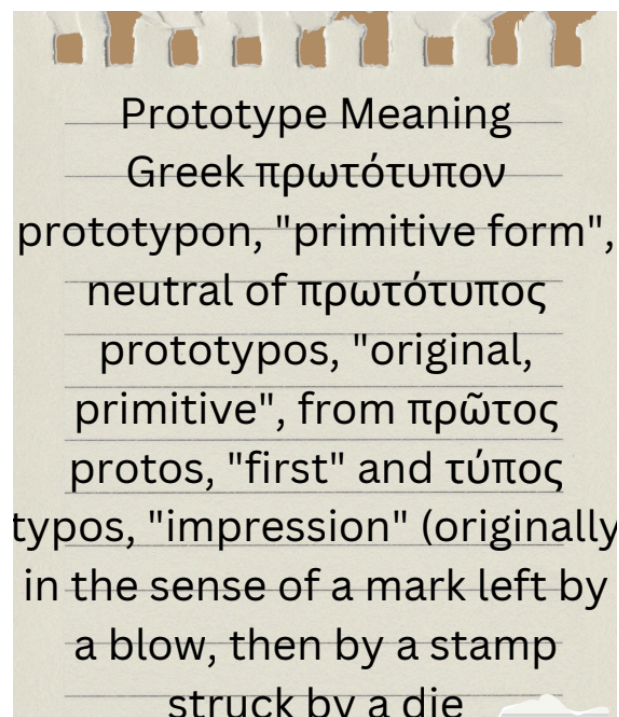 Prototype Meaning
Greek πρωτότυπον
prototypon, "primitive form",
neutral of πρωτότυπος
prototypos, "original,
primitive", from πρῶτος
protos, "first" and τύπος
typos, "impression" (originally
in the sense of a mark left by
a blow, then by a stamp
struck by a die